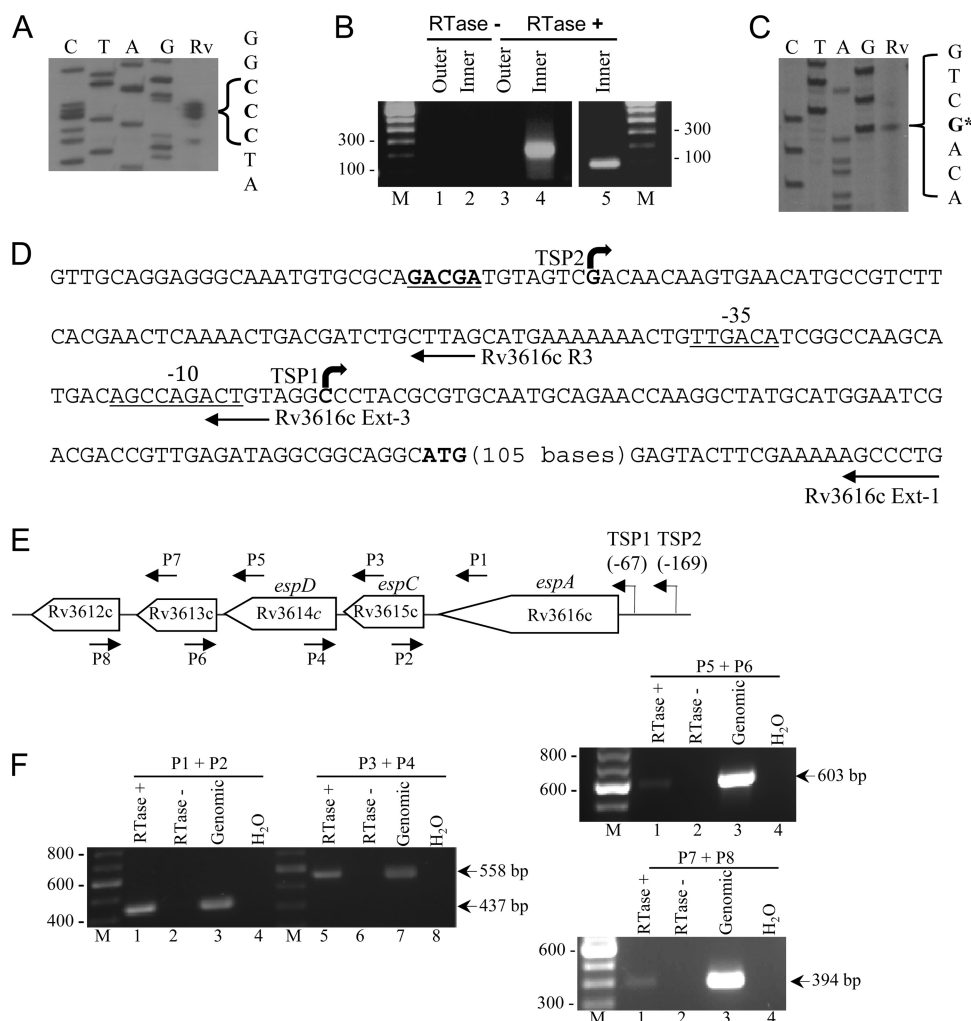 A
C T A G Rv
G
G
C
C
C
T
A
B
RTase - RTase +
Outer Inner Outer Inner Inner
300 -
100 -
- 300
- 100
M 1 2 3 4 5 M
C
C T A G Rv
G
T
C
G*
A
C
A
D
TSP2
GTTGCAGGAGGGCAAATGTGCGCAGACGATGTAGTCGACAACAAGTGAACATGCCGTCTT
-35
CACGAACTCAAAACTGACGATCTGCTTAGCATGAAAAAAACTGTTGACATCGGCCAAGCA
Rv3616c R3
-10 TSP1
TGACAGCCAGACTGTAGGCCCTACGCGTGCAATGCAGAACCAAGGCTATGCATGGAATCG
Rv3616c Ext-3
ACGACCGTTGAGATAGGCGGCAGGCATG(105 bases)GAGTACTTCGAAAAAGCCCTG
Rv3616c Ext-1
E
P7 P5 P3 P1 TSP1 (-67) TSP2 (-169)
espD espC espA
Rv3612c Rv3613c Rv3614c Rv3615c Rv3616c
P8 P6 P4 P2
F
P1 + P2 P3 + P4
RTase + RTase - Genomic H2O RTase + RTase - Genomic H2O
800 -
600 -
400 -
558 bp
437 bp
M 1 2 3 4 M 5 6 7 8
P5 + P6
RTase + RTase - Genomic H2O
800 -
600 -
603 bp
M 1 2 3 4
P7 + P8
RTase + RTase - Genomic H2O
600 -
300 -
394 bp
M 1 2 3 4